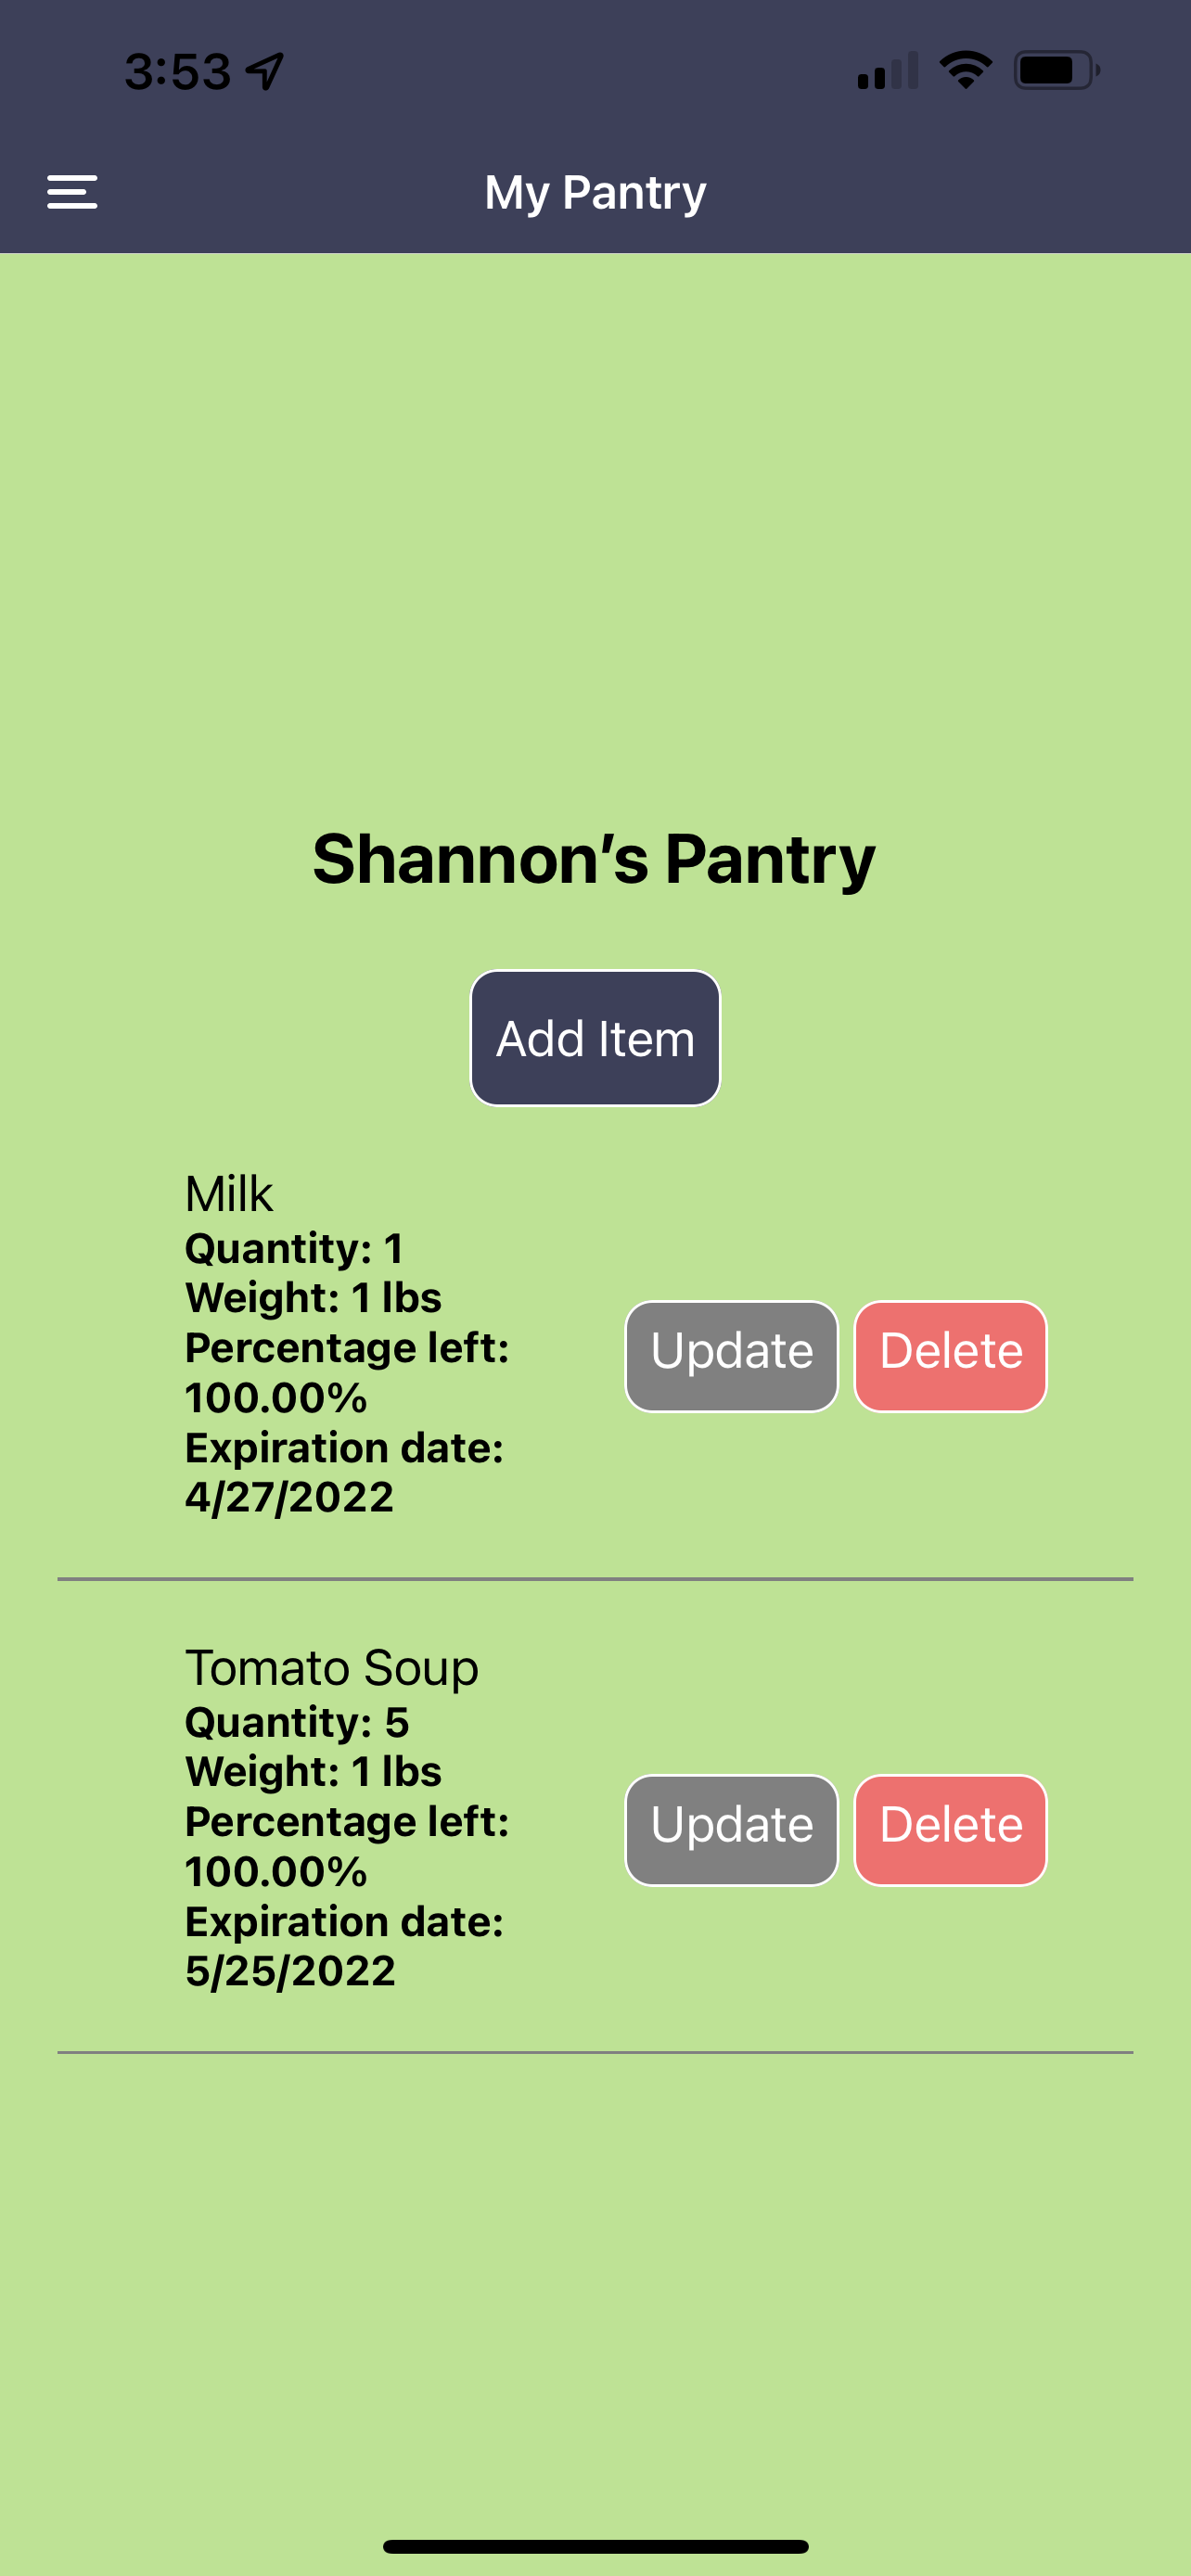 3:53
My Pantry
Shannon’s Pantry
Add Item
Milk
Quantity: 1
Weight: 1 lbs
Percentage left:
100.00%
Expiration date:
4/27/2022
Update
Delete
Tomato Soup
Quantity: 5
Weight: 1 lbs
Percentage left:
100.00%
Expiration date:
5/25/2022
Update
Delete